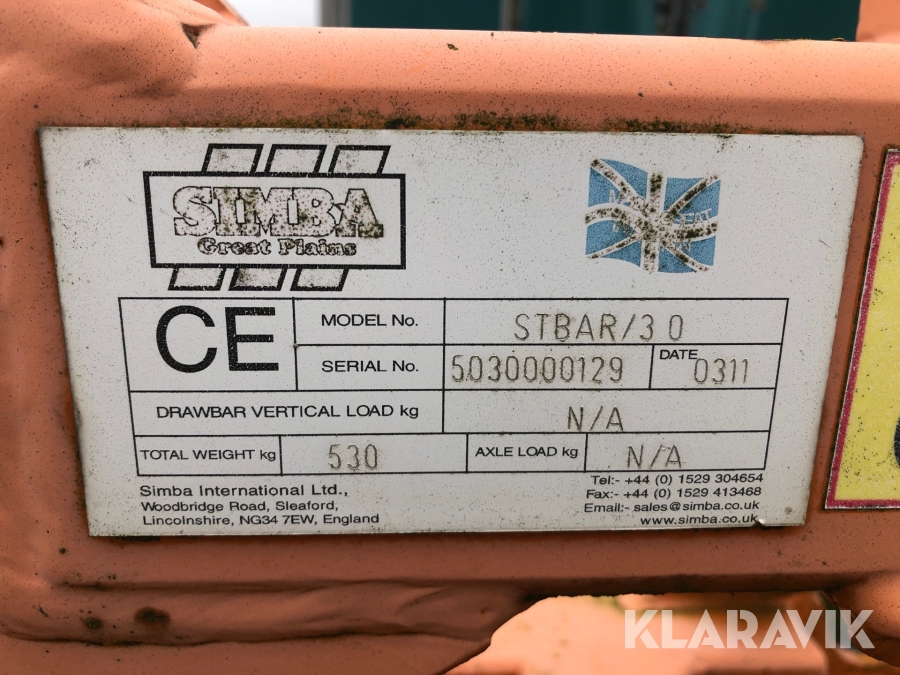 SIMBA
Great Plains
CE
MODEL No. STBAR/30
SERIAL No. 5030000129 DATE 0311
DRAWBAR VERTICAL LOAD kg N/A
TOTAL WEIGHT kg 530 AXLE LOAD kg N/A
Simba International Ltd.,
Woodbridge Road, Sleaford,
Lincolnshire, NG34 7EW, England
Tel:- +44 (0) 1529 304654
Fax:- +44 (0) 1529 413468
Email:- sales@simba.co.uk
www.simba.co.uk
KLARAVIK